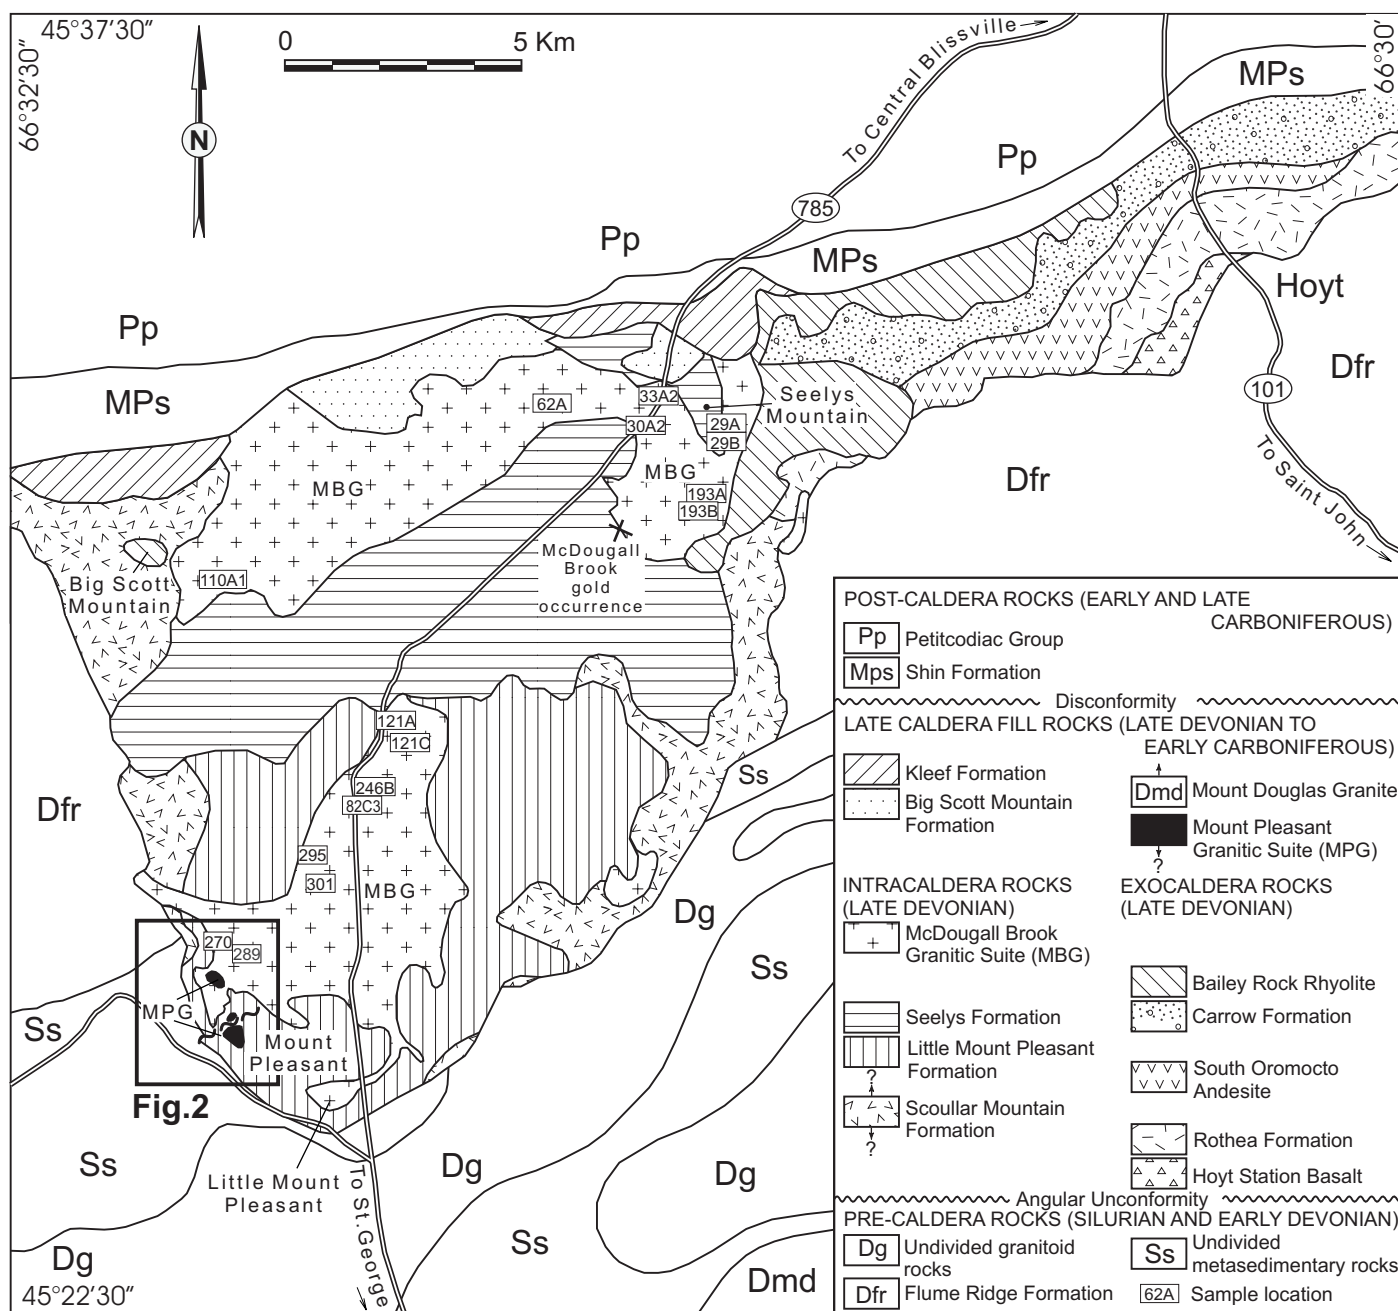 45°37'30"
66°32'30"
0 5 Km
N
To Central Blissville
66°30'
MPs
Pp
785
Pp
MPs
Hoyt
Pp
Dfr
MPs
101
To Saint John
62A
33A2
30A2
Seelys
Mountain
29A
29B
MBG
MBG
193A
193B
Dfr
McDougall
Brook
gold
occurrence
Big Scott
Mountain
110A1
121A
121C
246B
82C3
Ss
Dfr
295
301
MBG
Dg
Ss
270
289
MPG
Ss
Mount
Pleasant
Fig.2
Ss
Little Mount
Pleasant
Dg
Dg
Ss
To St.George
Dg
Dmd
45°22'30"
POST-CALDERA ROCKS (EARLY AND LATE
CARBONIFEROUS)
Pp Petitcodiac Group
Mps Shin Formation
Disconformity
LATE CALDERA FILL ROCKS (LATE DEVONIAN TO
EARLY CARBONIFEROUS)
Kleef Formation
Big Scott Mountain
Formation
Dmd Mount Douglas Granite
Mount Pleasant
Granitic Suite (MPG)
?
INTRACALDERA ROCKS
(LATE DEVONIAN)
McDougall Brook
Granitic Suite (MBG)
Seelys Formation
Little Mount Pleasant
Formation
?
Scoullar Mountain
Formation
?
EXOCALDERA ROCKS
(LATE DEVONIAN)
Bailey Rock Rhyolite
Carrow Formation
South Oromocto
Andesite
Rothea Formation
Hoyt Station Basalt
Angular Unconformity
PRE-CALDERA ROCKS (SILURIAN AND EARLY DEVONIAN)
Dg Undivided granitoid
rocks
Dfr Flume Ridge Formation
Ss Undivided
metasedimentary rocks
62A Sample location